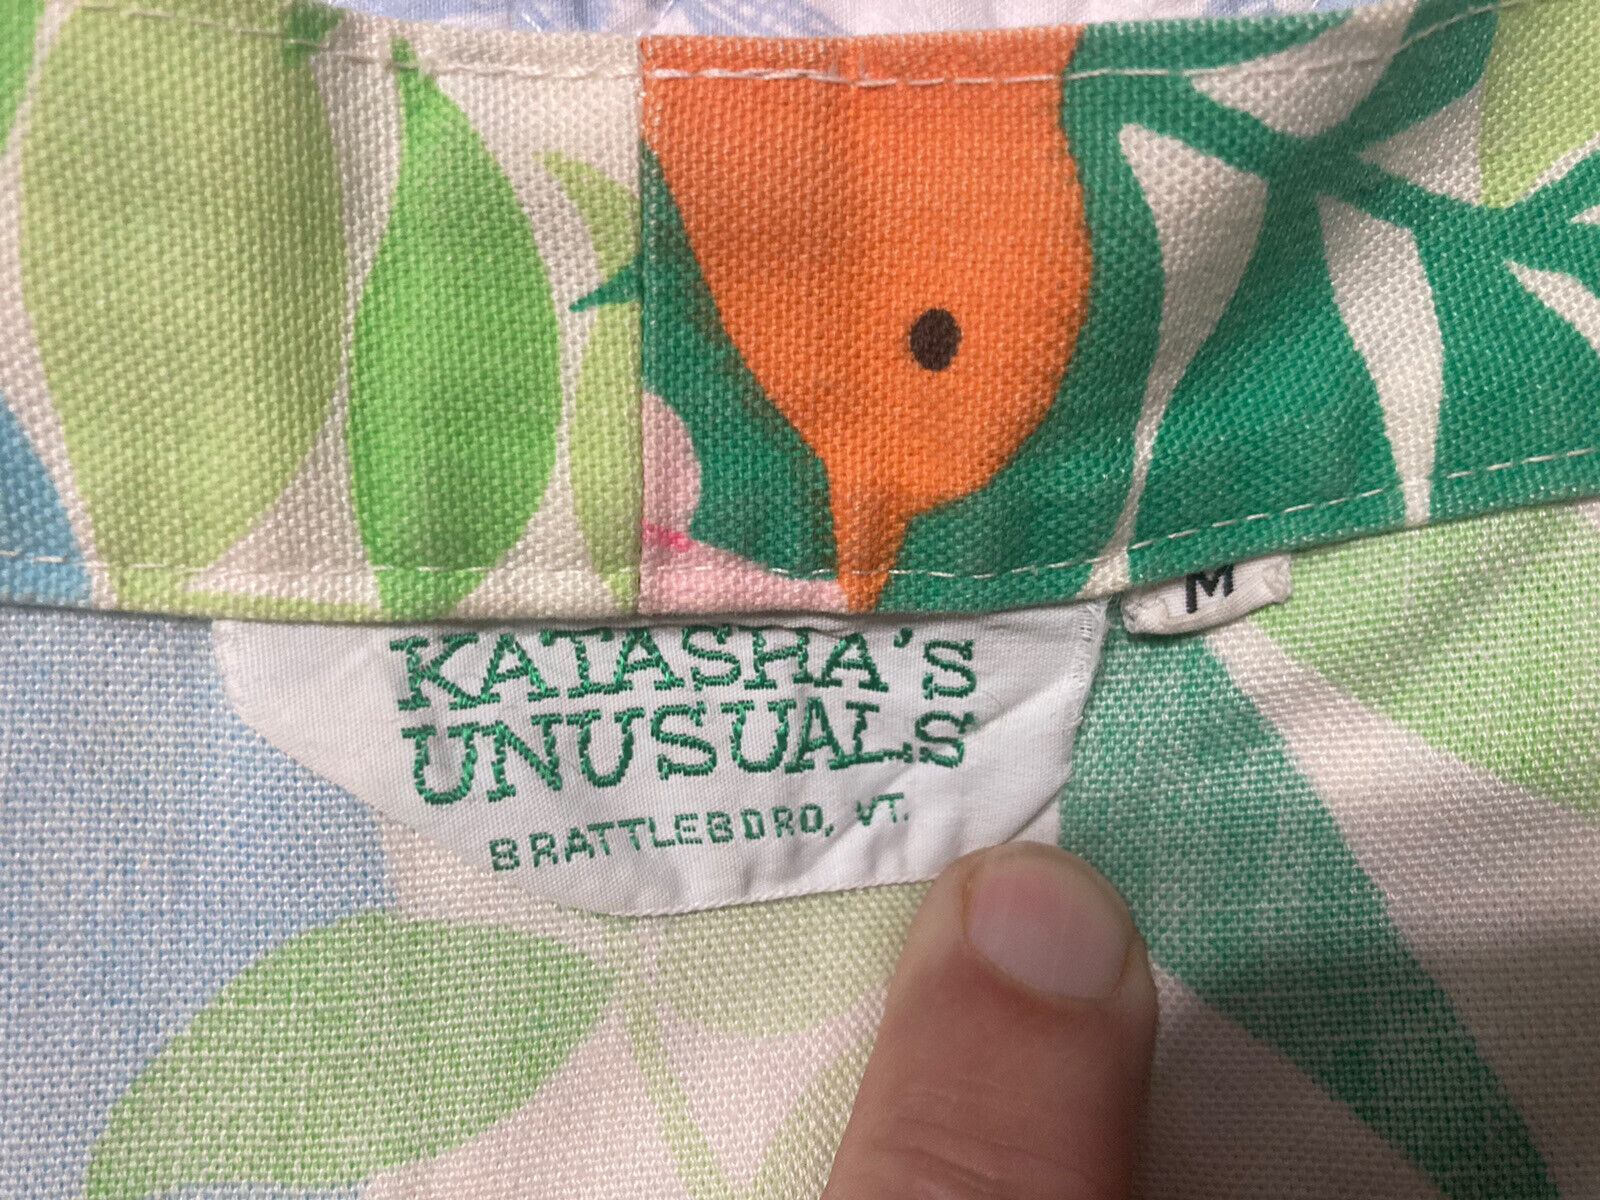 KATASHA'S
UNUSUALS
BRATTLEBORO, VT.
M